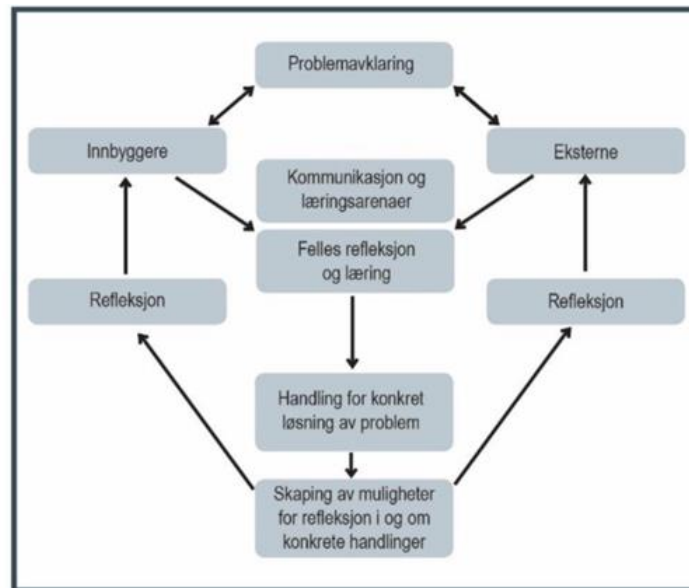 Problemavklaring
Innbyggere
Eksterne
Kommunikasjon og
læringsarenaer
Felles refleksjon
og læring
Refleksjon
Refleksjon
Handling for konkret
løsning av problem
Skaping av muligheter
for refleksjon i og om
konkrete handlinger